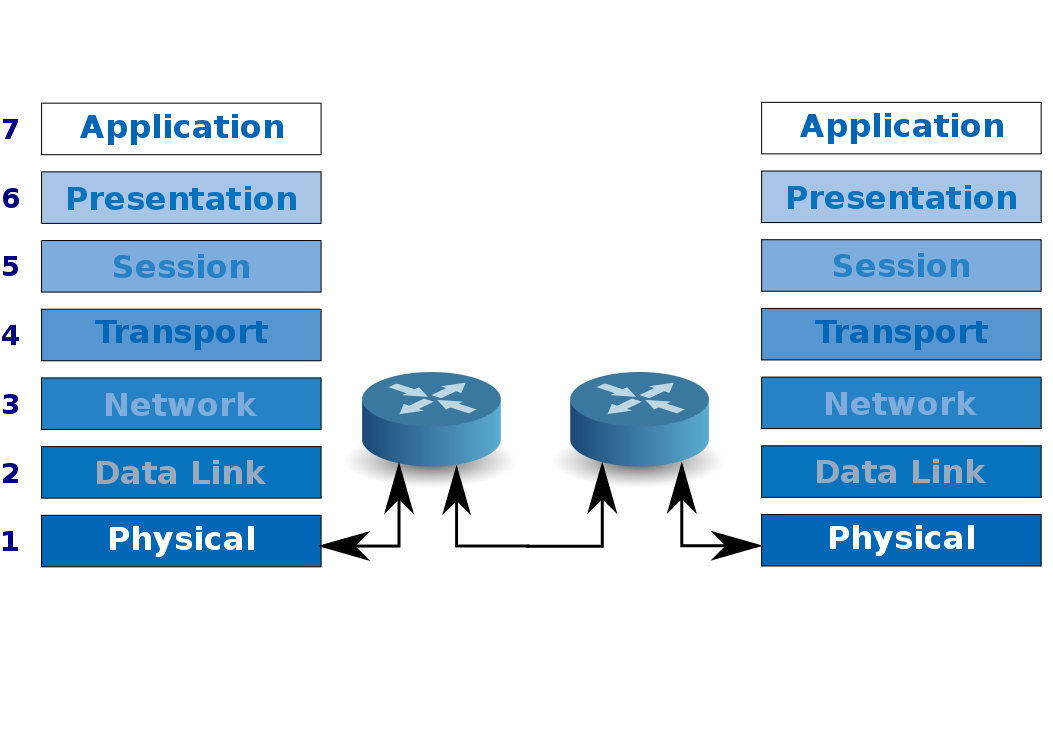 7 Application Application
6 Presentation Presentation
5 Session Session
4 Transport Transport
3 Network Network
2 Data Link Data Link
1 Physical Physical